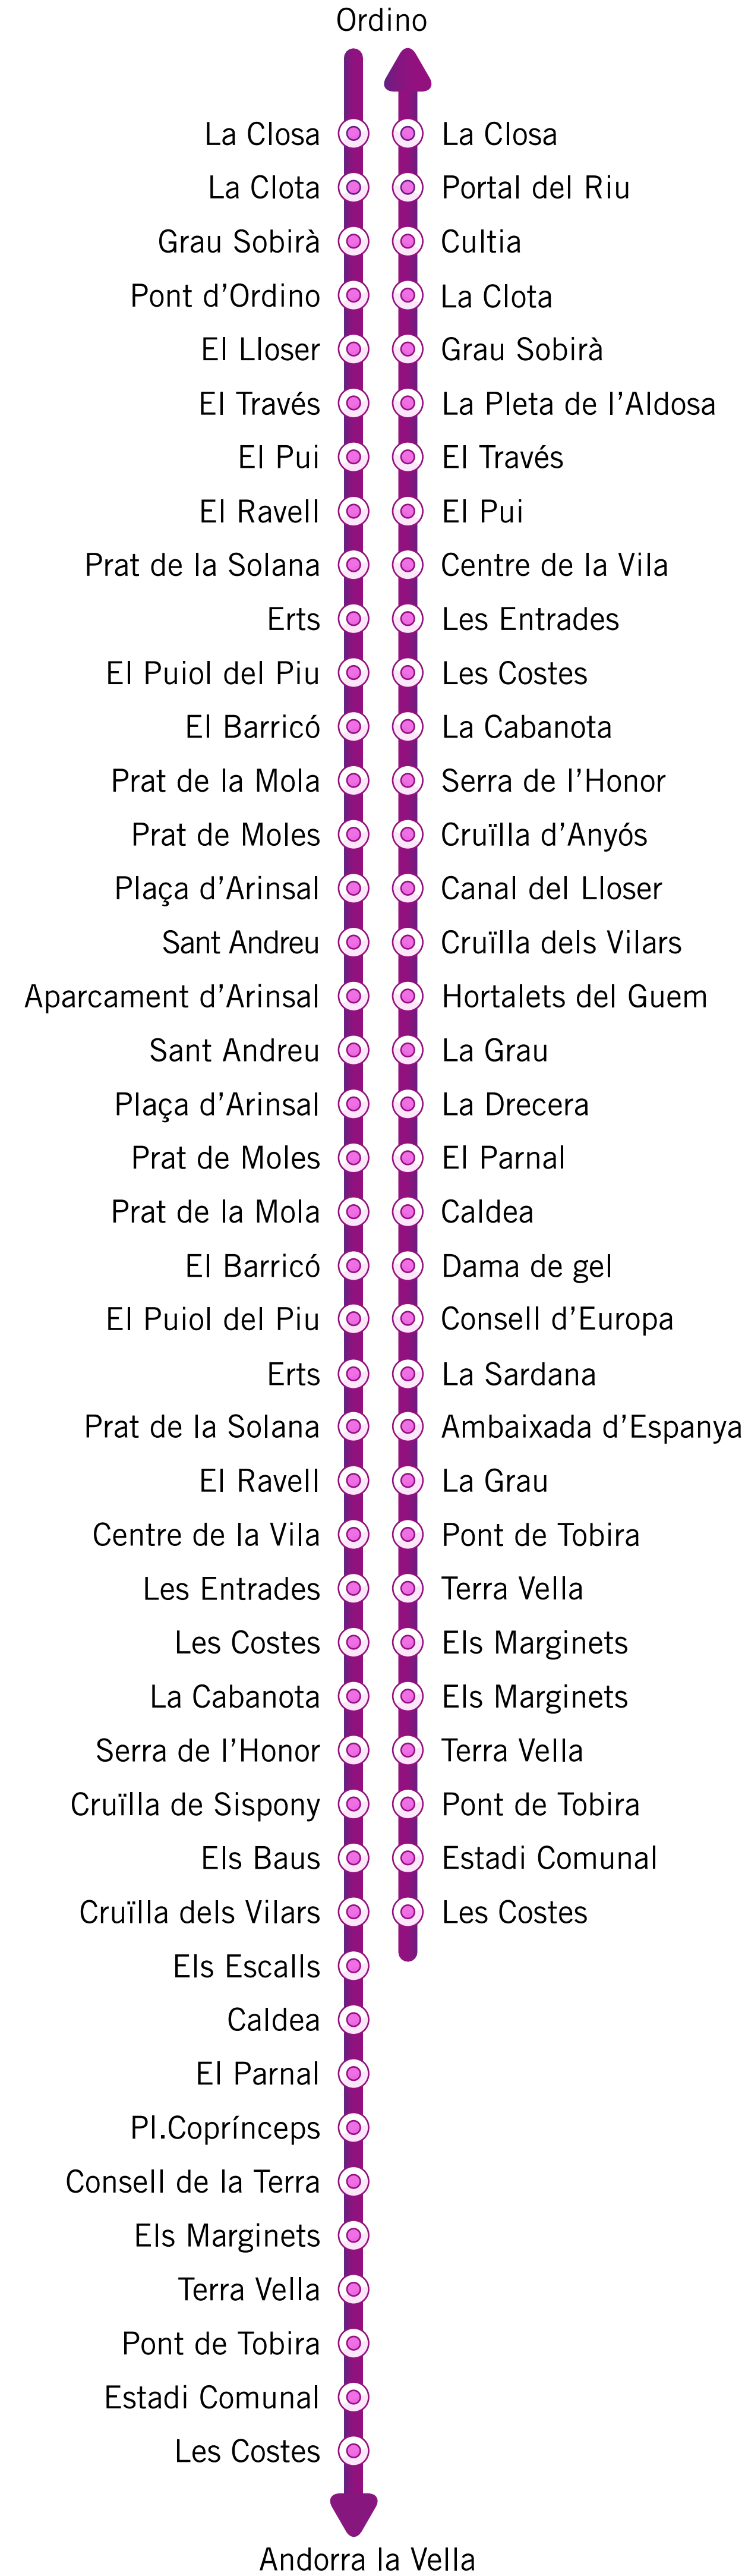 Ordino
La Closa
La Clota
Grau Sobirà
Pont d’Ordino
El Lloser
El Través
El Pui
El Ravell
Prat de la Solana
Erts
El Puiol del Piu
El Barricó
Prat de la Mola
Prat de Moles
Plaça d’Arinsal
Sant Andreu
Aparcament d’Arinsal
Sant Andreu
Plaça d’Arinsal
Prat de Moles
Prat de la Mola
El Barricó
El Puiol del Piu
Erts
Prat de la Solana
El Ravell
Centre de la Vila
Les Entrades
Les Costes
La Cabanota
Serra de l’Honor
Cruïlla de Sispony
Els Baus
Cruïlla dels Vilars
Els Escalls
Caldea
El Parnal
Pl.Coprínceps
Consell de la Terra
Els Marginets
Terra Vella
Pont de Tobira
Estadi Comunal
Les Costes
La Closa
Portal del Riu
Cultia
La Clota
Grau Sobirà
La Pleta de l’Aldosa
El Través
El Pui
Centre de la Vila
Les Entrades
Les Costes
La Cabanota
Serra de l’Honor
Cruïlla d’Anyós
Canal del Lloser
Cruïlla dels Vilars
Hortalets del Guem
La Grau
La Drecera
El Parnal
Caldea
Dama de gel
Consell d’Europa
La Sardana
Ambaixada d’Espanya
La Grau
Pont de Tobira
Terra Vella
Els Marginets
Els Marginets
Terra Vella
Pont de Tobira
Estadi Comunal
Les Costes
Andorra la Vella